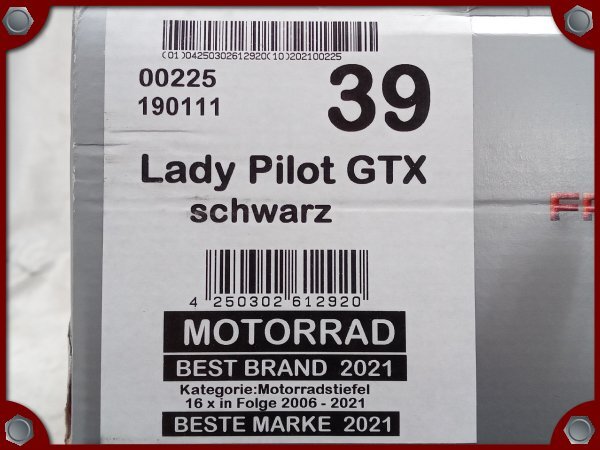 (01)04250302612920(10)202100225
00225
190111
39
Lady Pilot GTX
schwarz
4 250302 612920
MOTORRAD
BEST BRAND 2021
Kategorie:Motorradstiefel
16 x in Folge 2006 - 2021
BESTE MARKE 2021